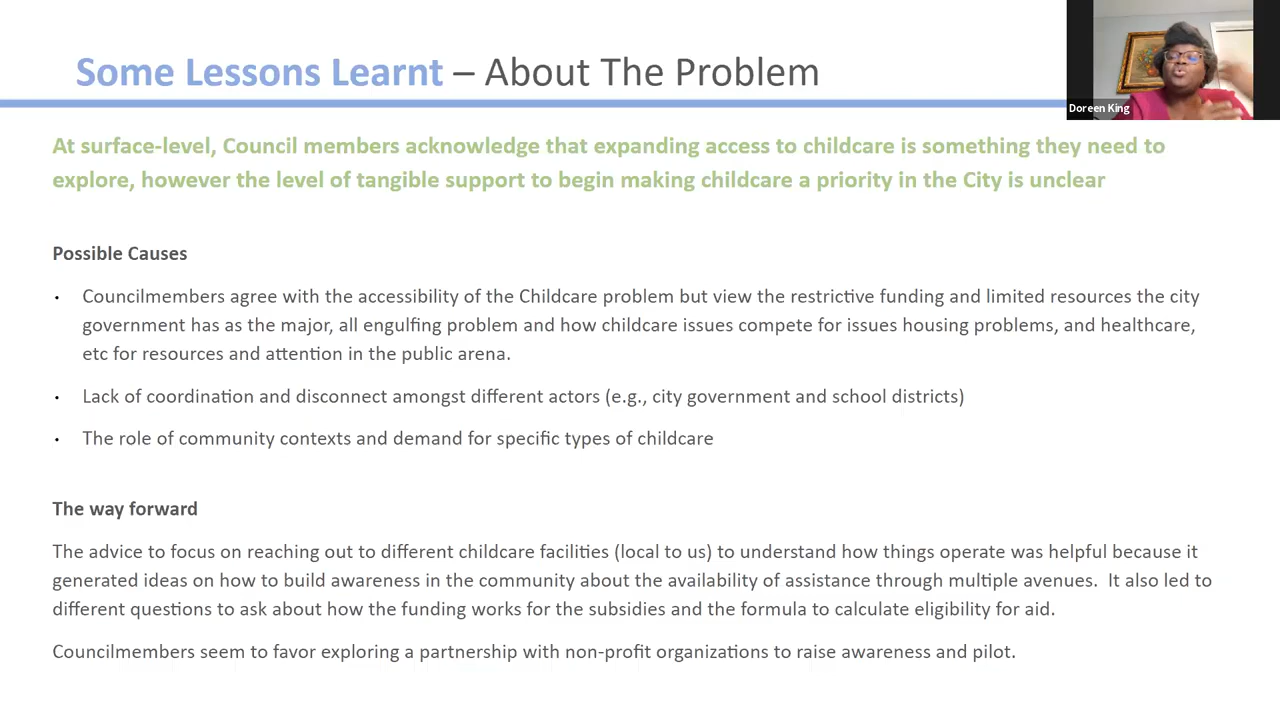 Some Lessons Learnt – About The Problem
Doreen King
At surface-level, Council members acknowledge that expanding access to childcare is something they need to
explore, however the level of tangible support to begin making childcare a priority in the City is unclear
Possible Causes
• Councilmembers agree with the accessibility of the Childcare problem but view the restrictive funding and limited resources the city
government has as the major, all engulfing problem and how childcare issues compete for issues housing problems, and healthcare,
etc for resources and attention in the public arena.
• Lack of coordination and disconnect amongst different actors (e.g., city government and school districts)
• The role of community contexts and demand for specific types of childcare
The way forward
The advice to focus on reaching out to different childcare facilities (local to us) to understand how things operate was helpful because it
generated ideas on how to build awareness in the community about the availability of assistance through multiple avenues.  It also led to
different questions to ask about how the funding works for the subsidies and the formula to calculate eligibility for aid.
Councilmembers seem to favor exploring a partnership with non-profit organizations to raise awareness and pilot.